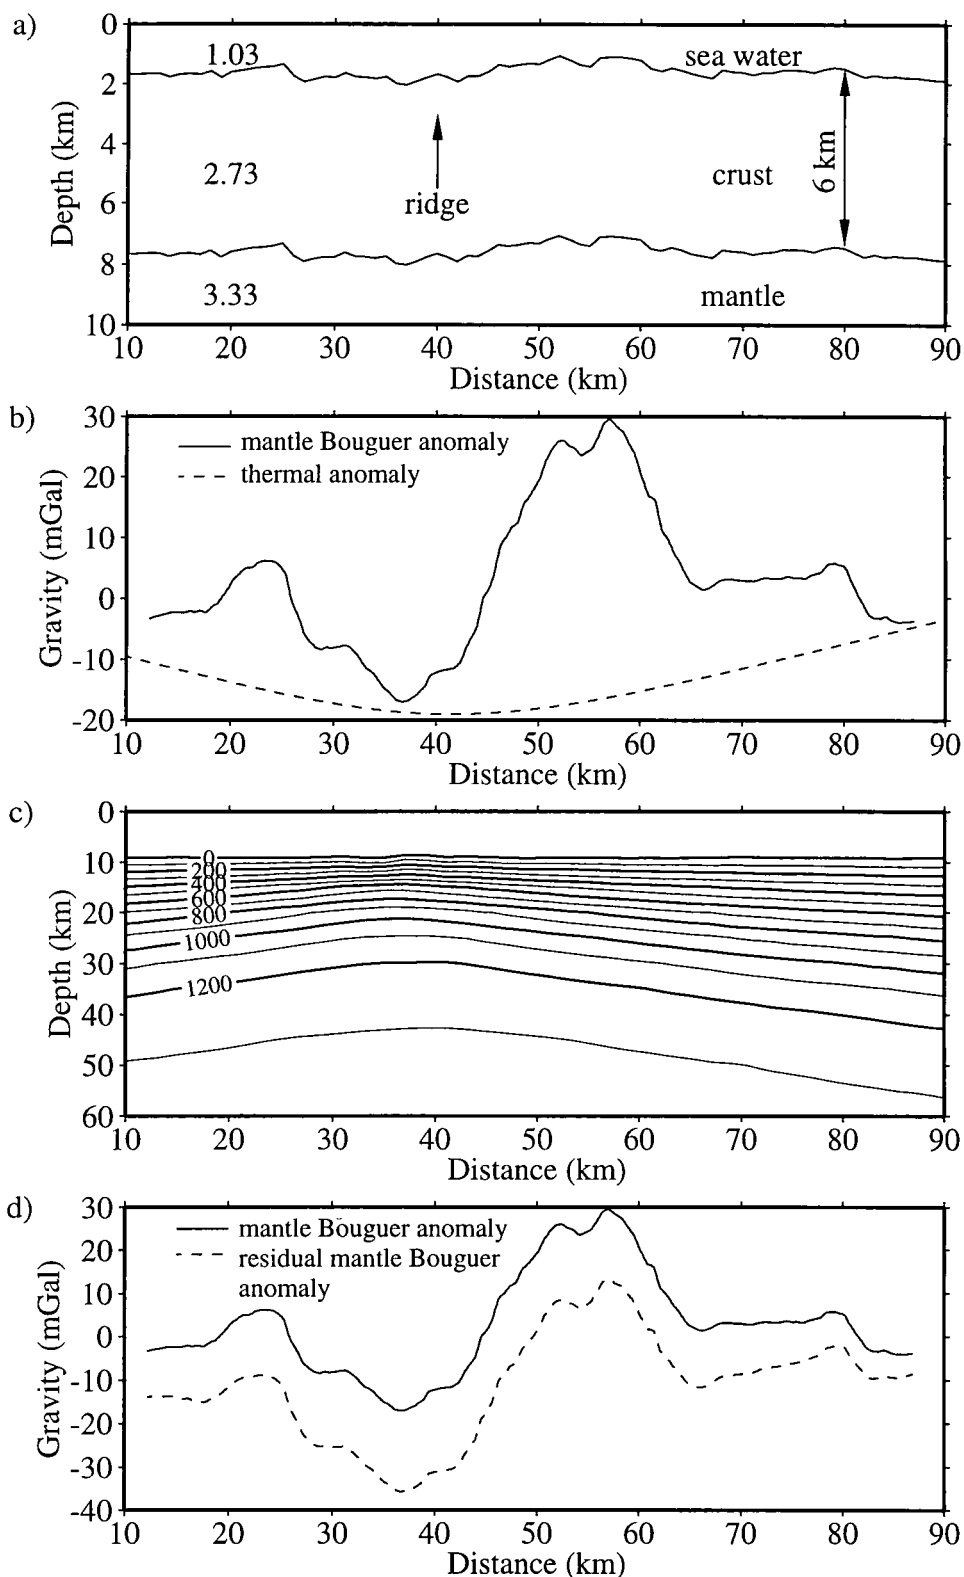 a)
0
2
4
6
8
10
Depth (km)
1.03
sea water
2.73
crust
6 km
ridge
3.33
mantle
10 20 30 40 50 60 70 80 90
Distance (km)
b)
30
20
10
0
-10
-20
Gravity (mGal)
mantle Bouguer anomaly
thermal anomaly
10 20 30 40 50 60 70 80 90
Distance (km)
c)
0
10
20
30
40
50
60
Depth (km)
0
200
400
600
800
1000
1200
10 20 30 40 50 60 70 80 90
Distance (km)
d)
30
20
10
0
-10
-20
-30
-40
Gravity (mGal)
mantle Bouguer anomaly
residual mantle Bouguer
anomaly
10 20 30 40 50 60 70 80 90
Distance (km)